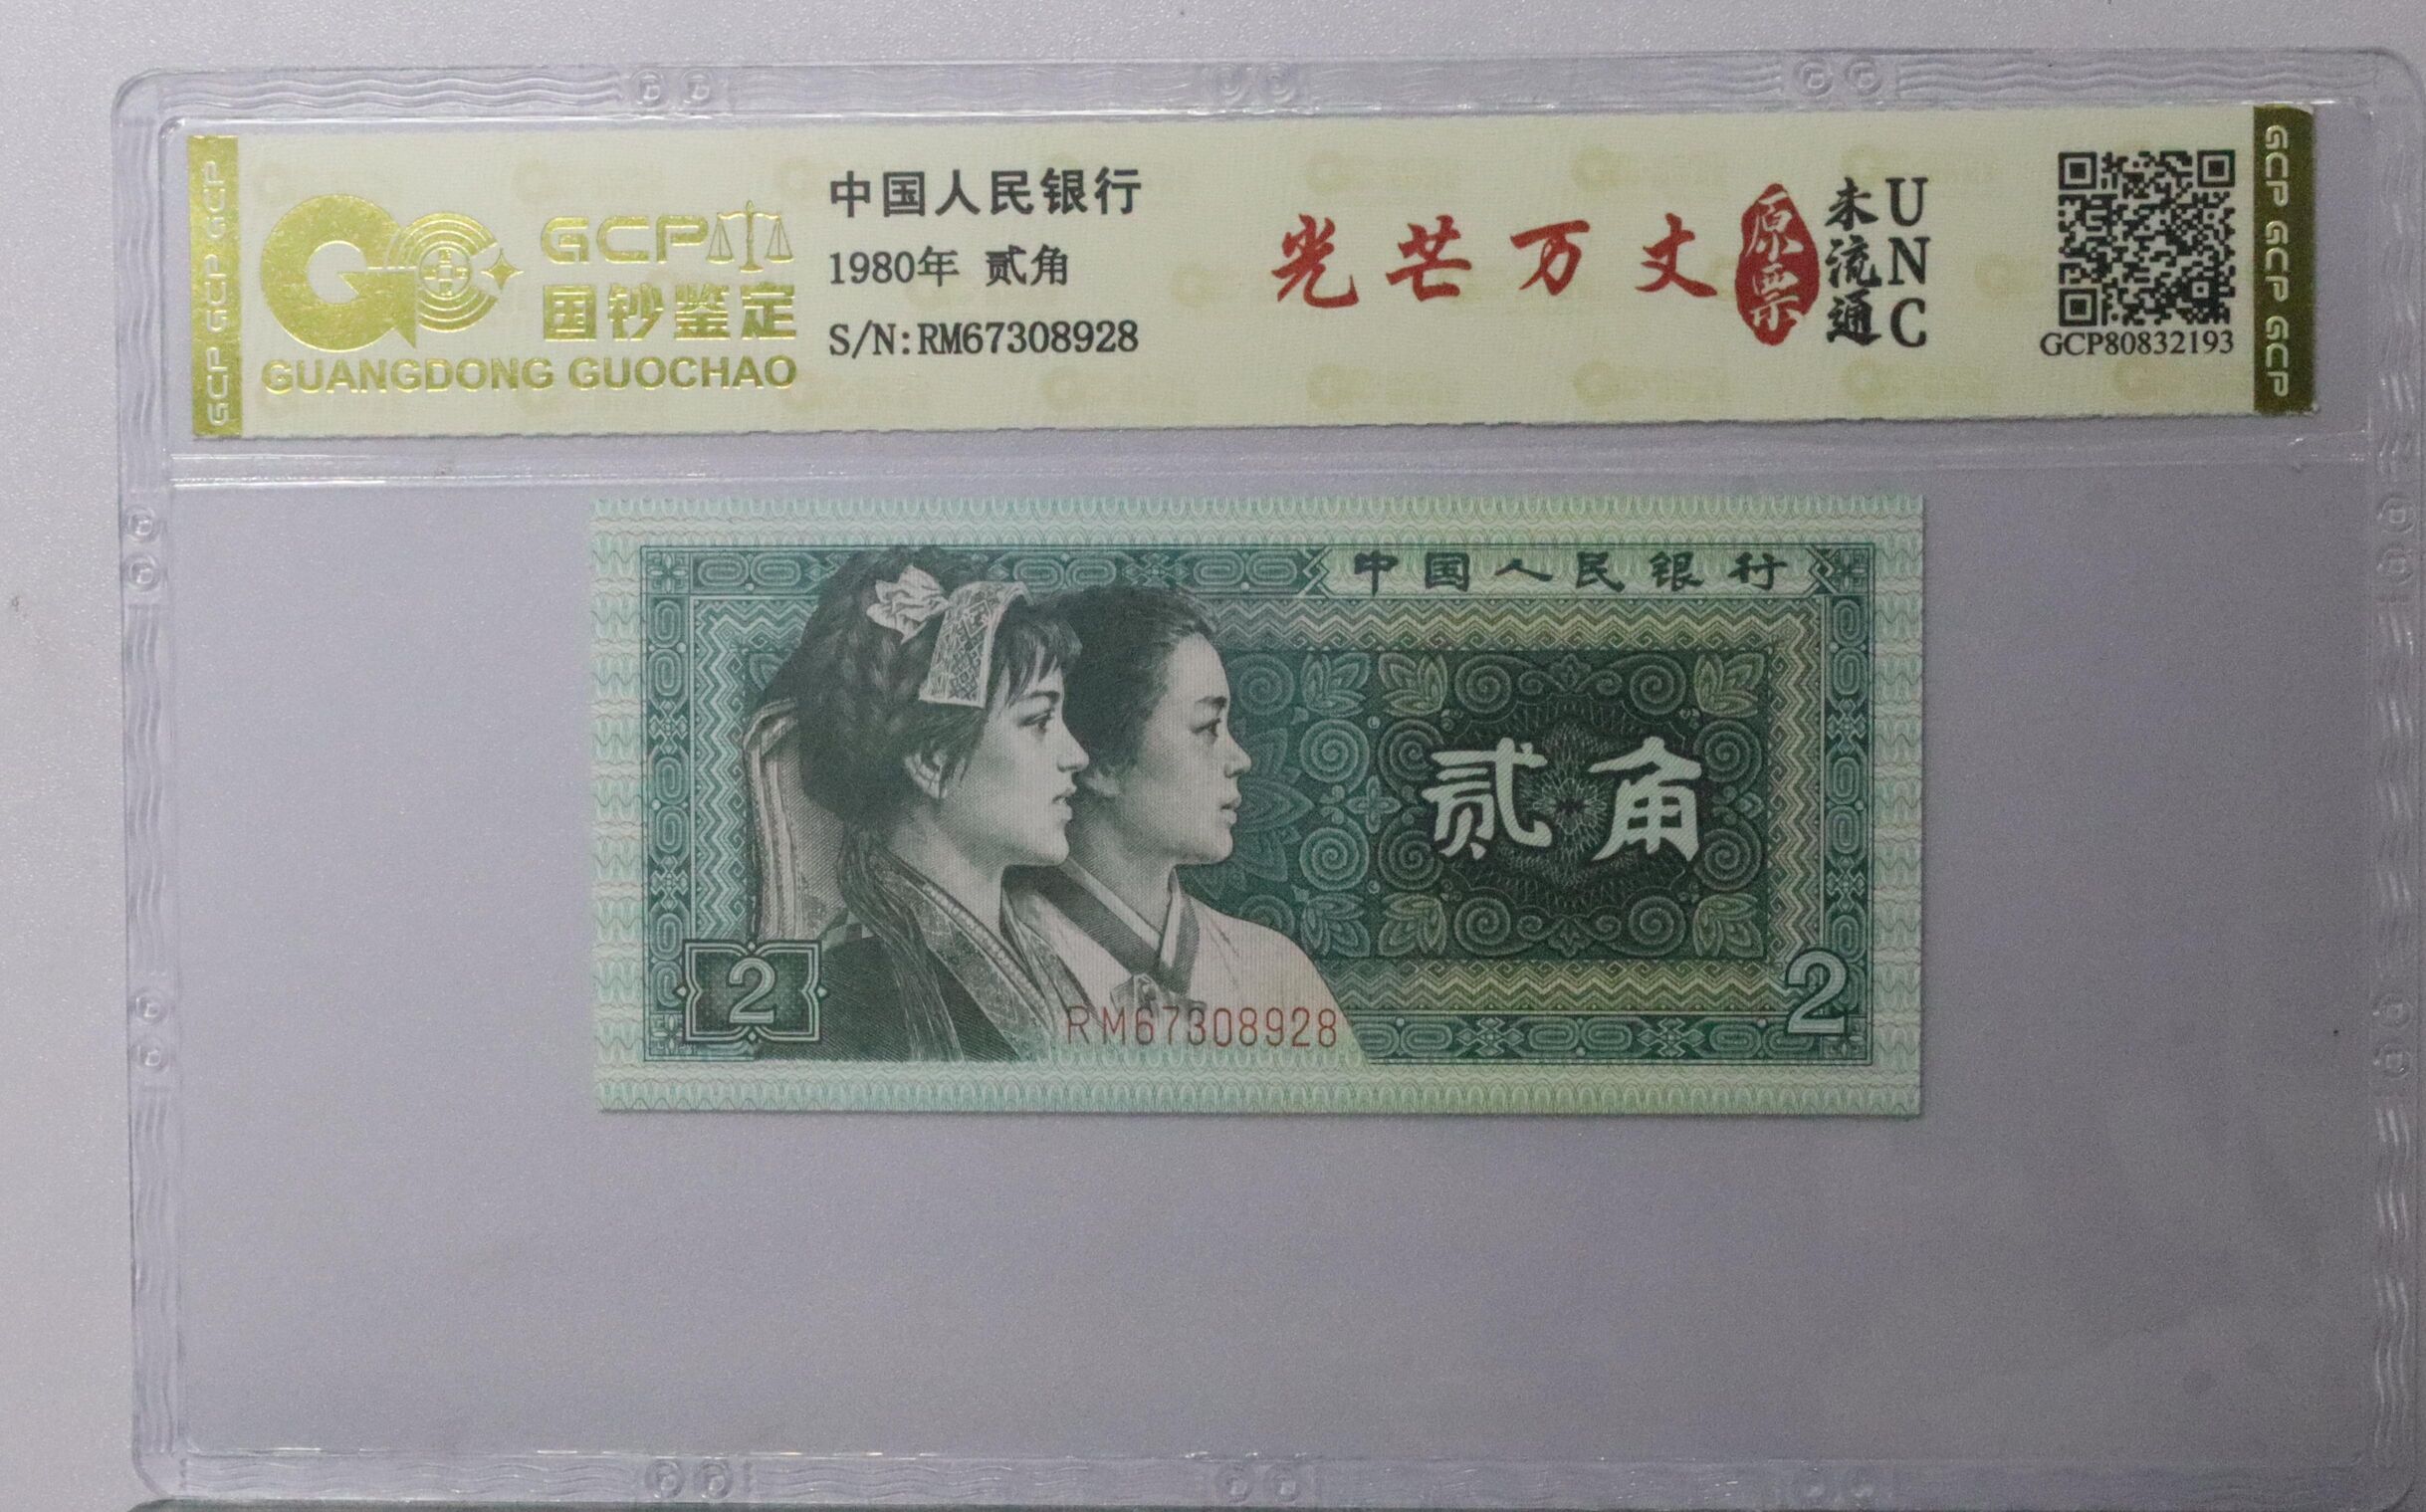 GCP GCP GCP
GCP
国钞鉴定
GUANGDONG GUOCHAO
中国人民银行
1980年 贰角
S/N:RM67308928
光芒万丈
原票
未流通
UNC
GCP80832193
GCP GCP GCP
中国人民银行
贰角
2
2
RM67308928